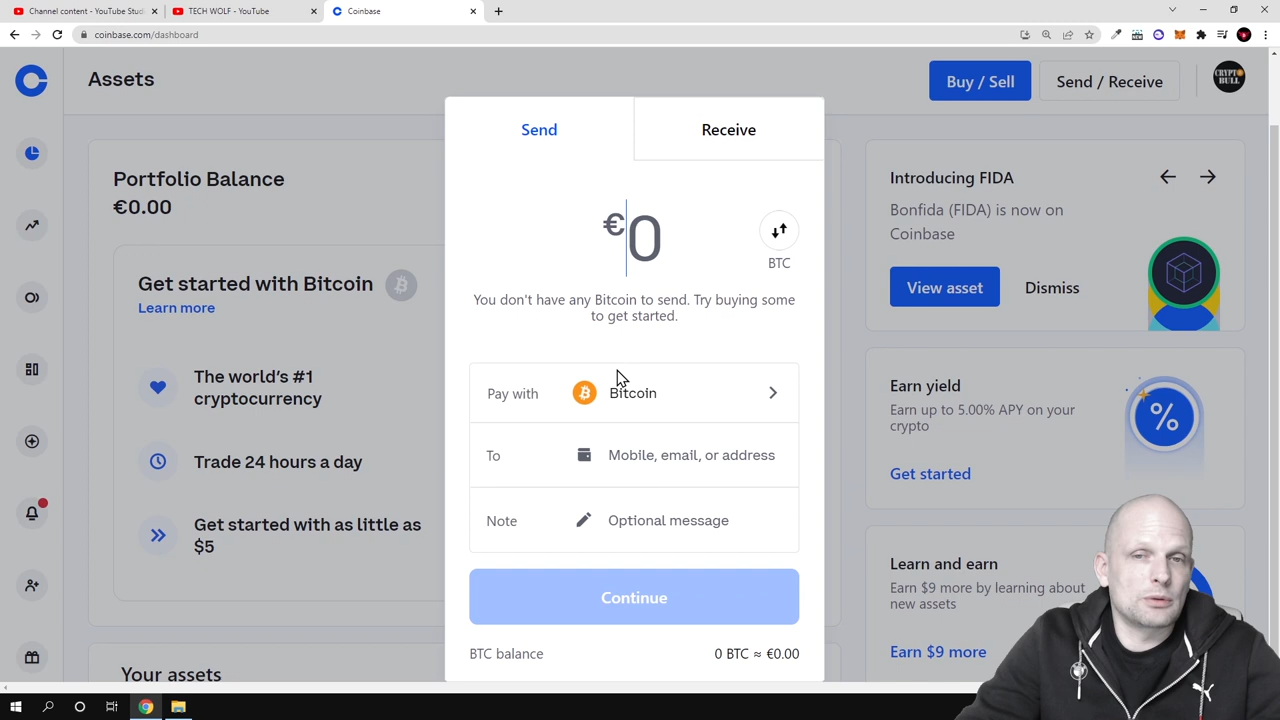 Channel content - YouTube Stud
TECH WOLF - YouTube
Coinbase
coinbase.com/dashboard
Assets
Buy / Sell
Send / Receive
CRYPTO
BULL
Portfolio Balance
€0.00
Get started with Bitcoin
Learn more
The world's #1
cryptocurrency
Trade 24 hours a day
Get started with as little as
$5
Your assets
Send
Receive
€0
BTC
You don't have any Bitcoin to send. Try buying some
to get started.
Pay with
Bitcoin
To
Mobile, email, or address
Note
Optional message
Continue
BTC balance
0 BTC ≈ €0.00
Introducing FIDA
Bonfida (FIDA) is now on
Coinbase
View asset
Dismiss
Earn yield
Earn up to 5.00% APY on your
crypto
%
Get started
Learn and earn
Earn $9 more by learning about
new assets
Earn $9 more